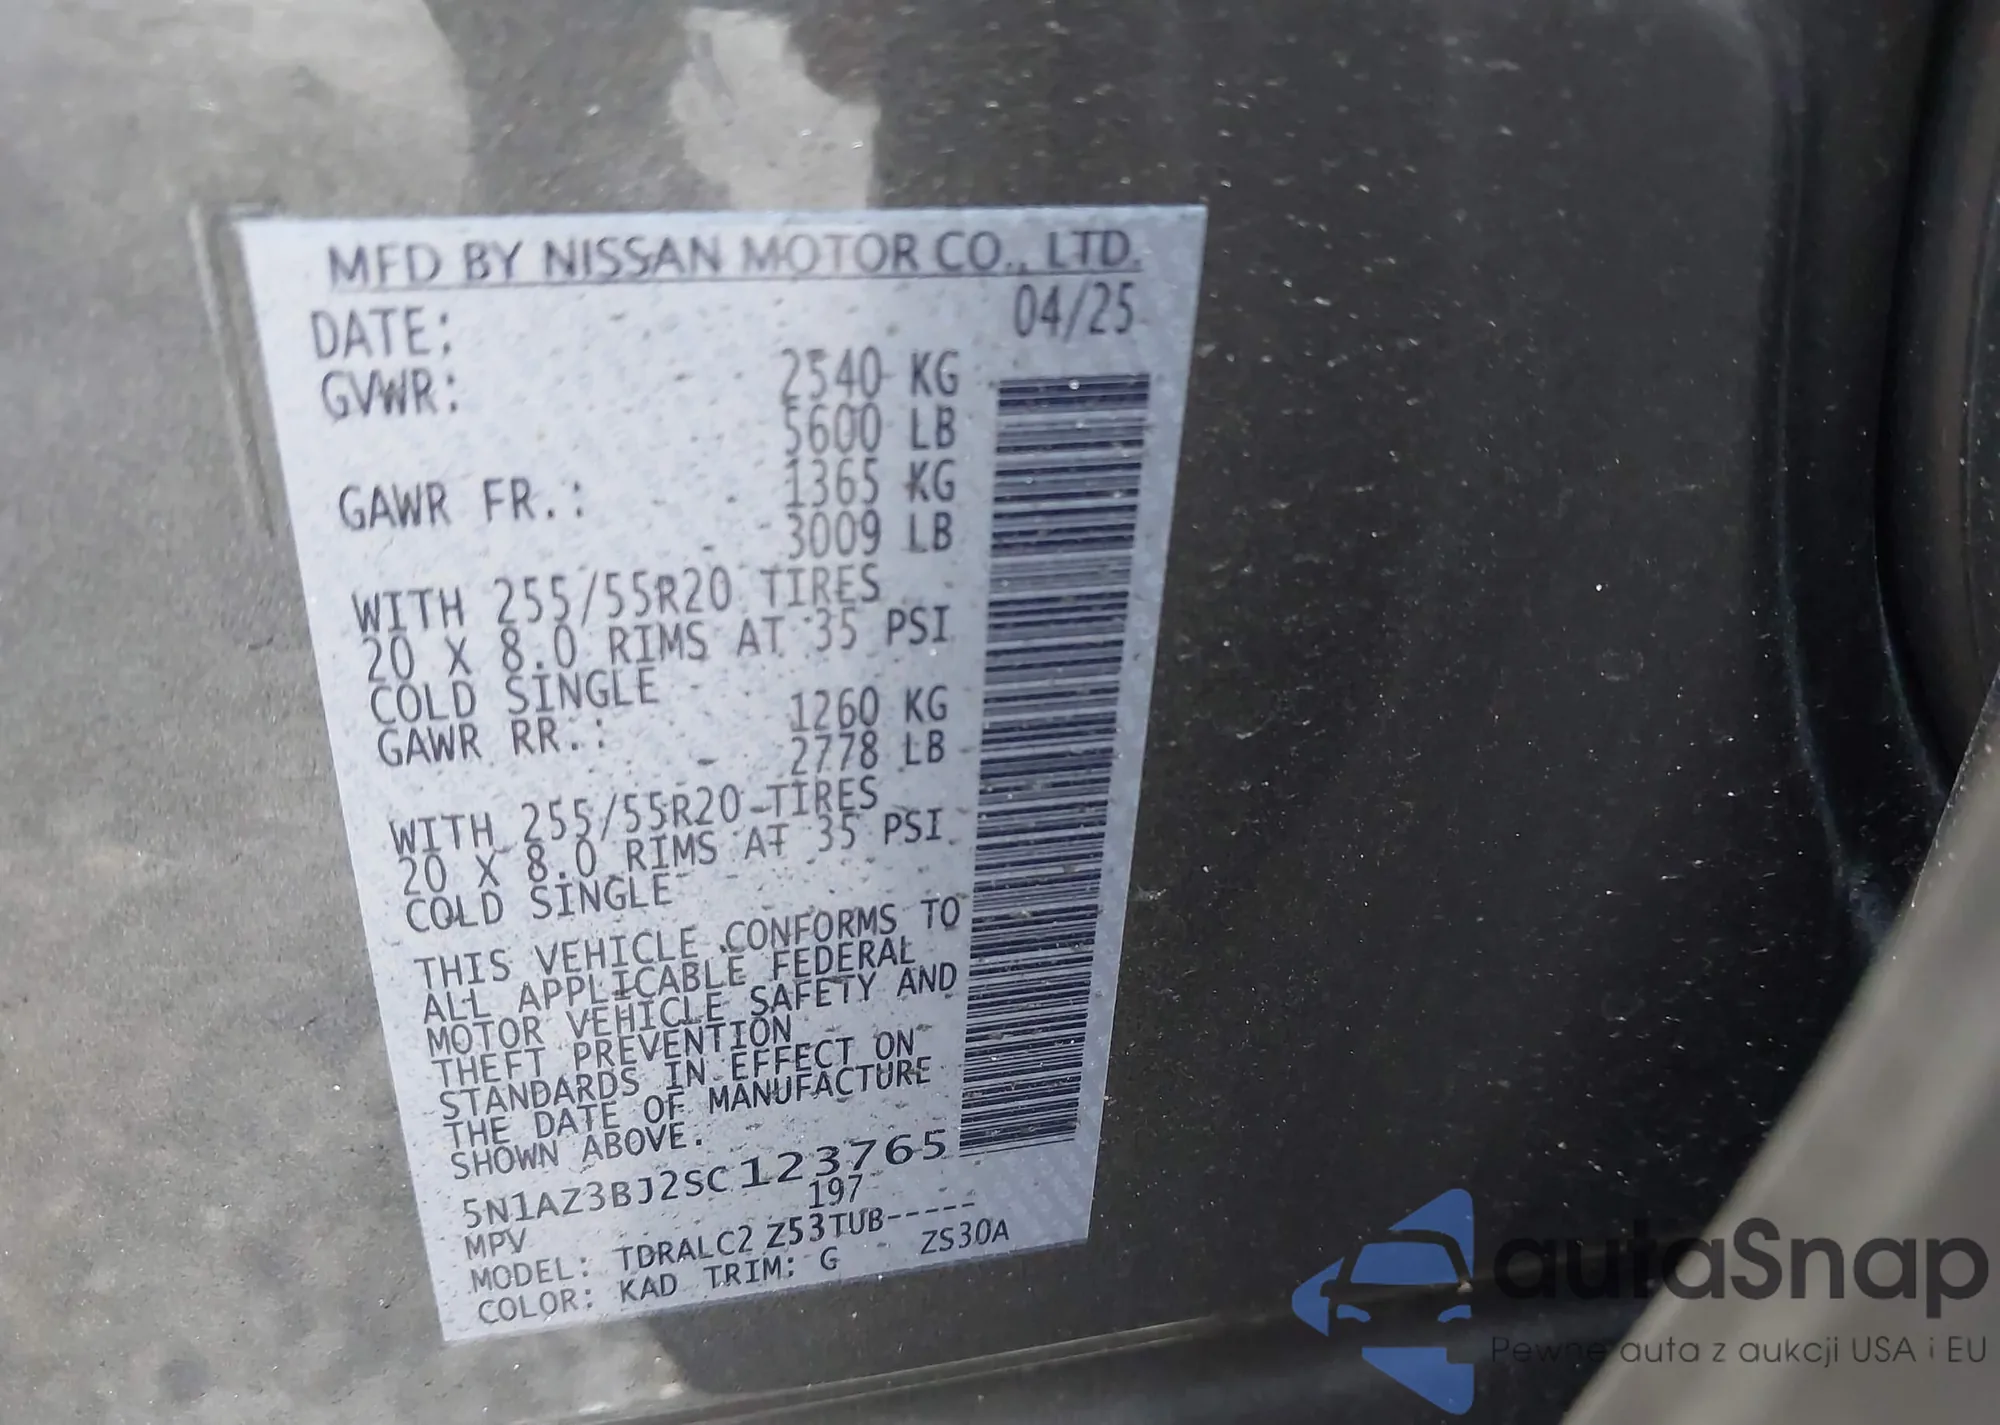 MFD BY NISSAN MOTOR CO., LTD.
DATE: 04/25
GVWR: 2540 KG
5600 LB
GAWR FR.: 1365 KG
3009 LB
WITH 255/55R20 TIRES
20 X 8.0 RIMS AT 35 PSI
COLD SINGLE
GAWR RR.: 1260 KG
2778 LB
WITH 255/55R20 TIRES
20 X 8.0 RIMS AT 35 PSI
COLD SINGLE
THIS VEHICLE CONFORMS TO
ALL APPLICABLE FEDERAL
MOTOR VEHICLE SAFETY AND
THEFT PREVENTION
STANDARDS IN EFFECT ON
THE DATE OF MANUFACTURE
SHOWN ABOVE.
5N1AZ3BJ2SC123765
MPV 197
MODEL: TDRALC2 Z53TUB-----
COLOR: KAD TRIM: G ZS30A
autaSnap
Pewne auta z aukcji USA i EU